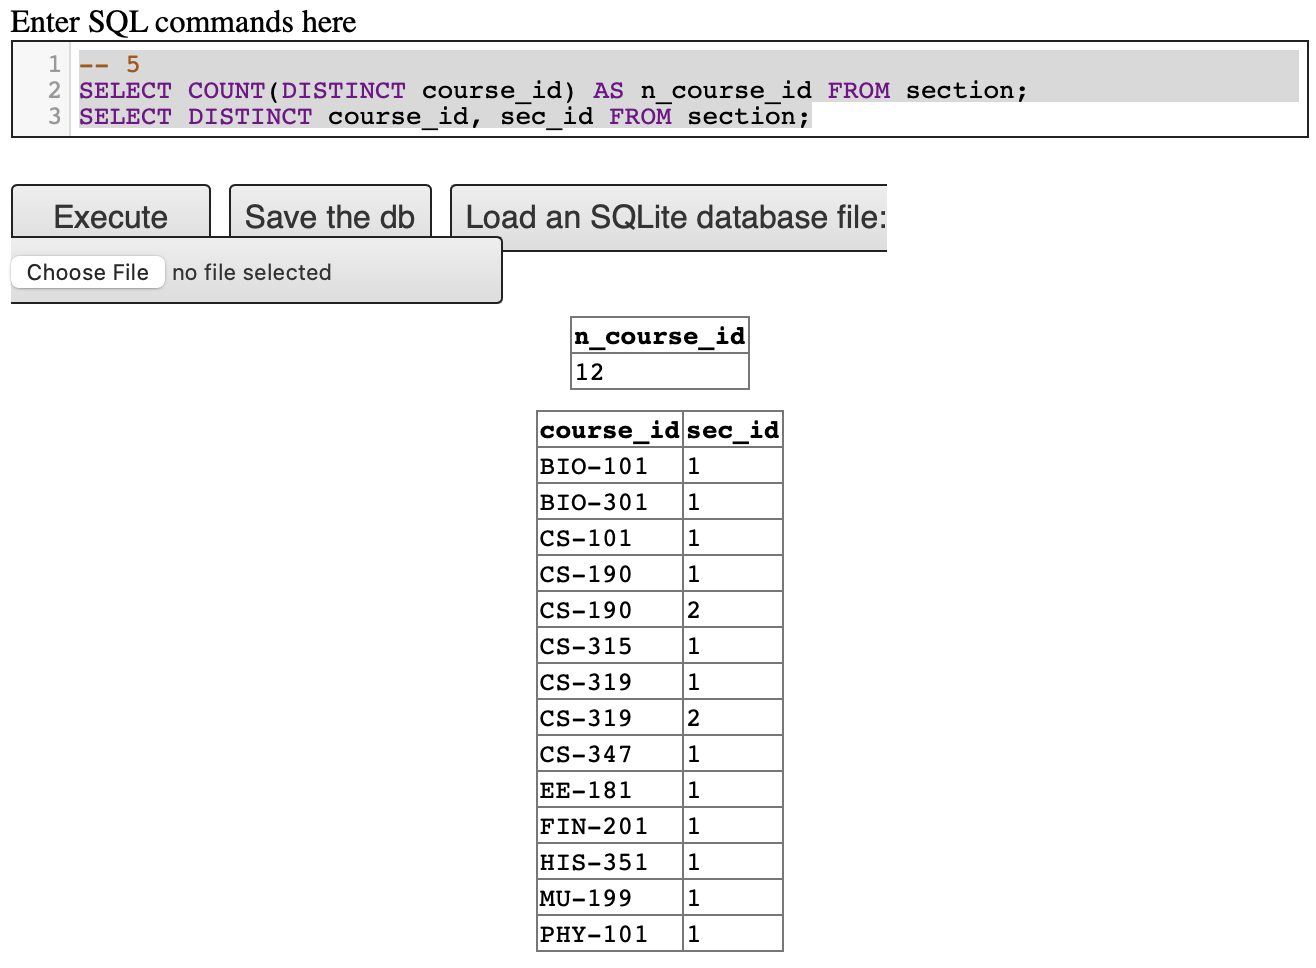 Enter SQL commands here
1 -- 5
2 SELECT COUNT(DISTINCT course_id) AS n_course_id FROM section;
3 SELECT DISTINCT course_id, sec_id FROM section;
Execute Save the db Load an SQLite database file:
Choose File no file selected
n_course_id
12
course_id sec_id
BIO-101 1
BIO-301 1
CS-101 1
CS-190 1
CS-190 2
CS-315 1
CS-319 1
CS-319 2
CS-347 1
EE-181 1
FIN-201 1
HIS-351 1
MU-199 1
PHY-101 1